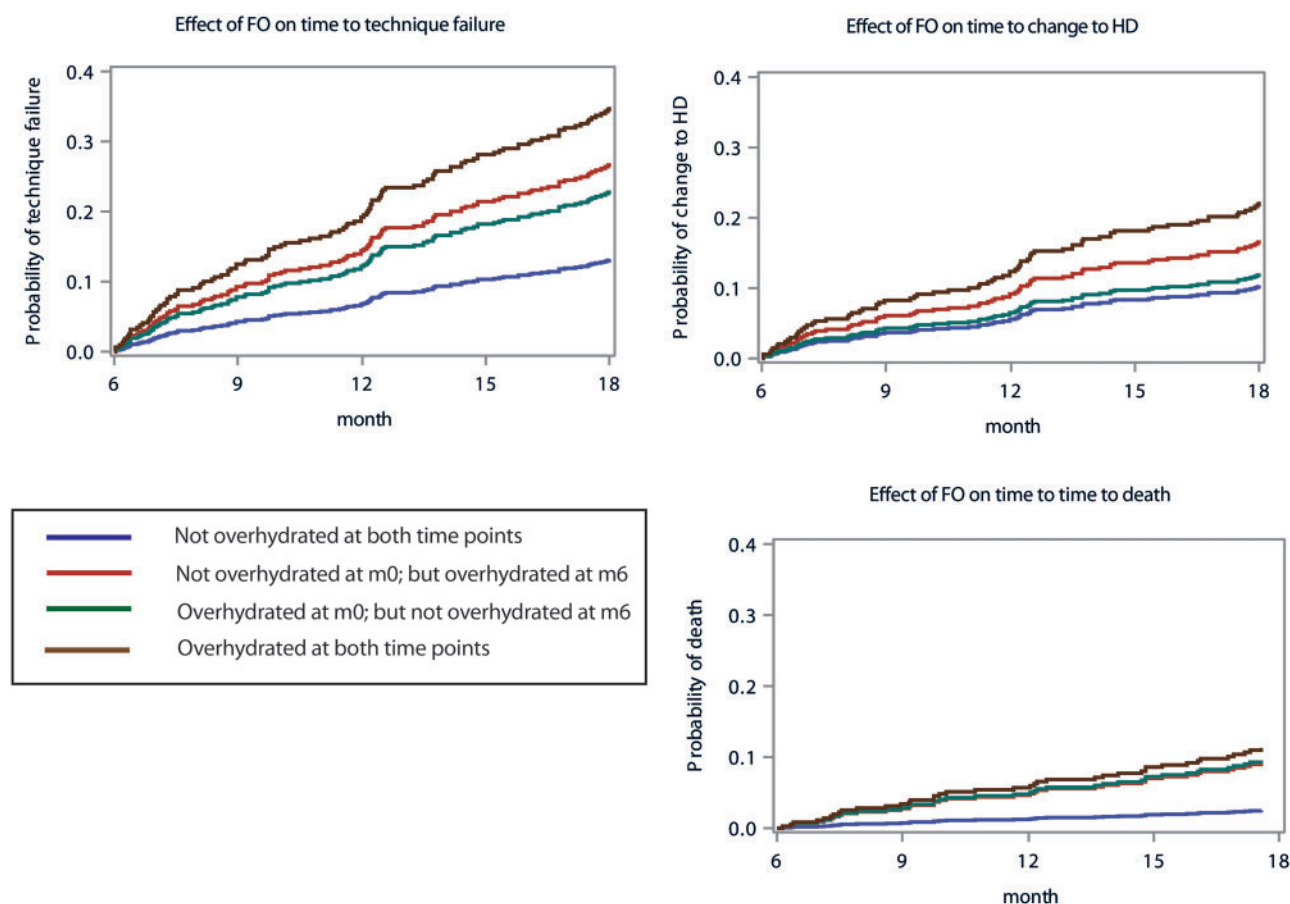 Effect of FO on time to technique failure
Probability of technique failure
0.4
0.3
0.2
0.1
0.0
6 9 12 15 18
month
Effect of FO on time to change to HD
Probability of change to HD
0.4
0.3
0.2
0.1
0.0
6 9 12 15 18
month
Not overhydrated at both time points
Not overhydrated at m0; but overhydrated at m6
Overhydrated at m0; but not overhydrated at m6
Overhydrated at both time points
Effect of FO on time to time to death
Probability of death
0.4
0.3
0.2
0.1
0.0
6 9 12 15 18
month